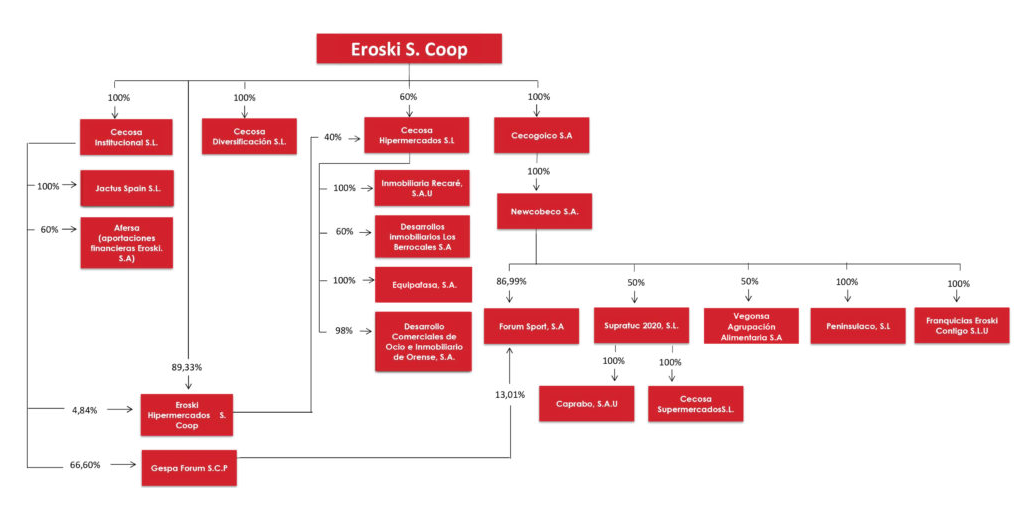 Eroski S. Coop
100%
100%
60%
100%
Cecosa
Institucional S.L.
Cecosa
Diversificación S.L.
40%
Cecosa
Hipermercados S.L
Cecogoico S.A
100%
Jactus Spain S.L.
100%
Inmobiliaria Recaré,
S.A.U
100%
Newcobeco S.A.
60%
Afersa
(aportaciones
financieras Eroski.
S.A)
60%
Desarrollos
Inmobiliarios Los
Berrocales S.A
100%
Equipafasa, S.A.
86,99%
50%
50%
100%
100%
98%
Desarrollo
Comerciales de
Ocio e Inmobiliario
de Orense, S.A.
Forum Sport, S.A
Supratuc 2020, S.L.
Vegonsa
Agrupación
Alimentaria S.A
Peninsulaco, S.L
Franquicias Eroski
Contigo S.L.U
89,33%
100%
100%
13,01%
Caprabo, S.A.U
Cecosa
SupermercadosS.L.
4,84%
Eroski
Hipermercados S.
Coop
66,60%
Gespa Forum S.C.P